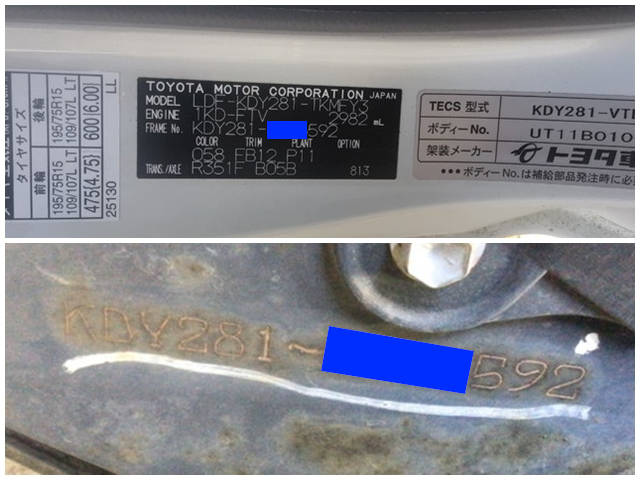 タイヤサイズ
前輪 後輪
195/75R15 195/75R15
109/107L LT 109/107L LT
475(4.75) 600(6.00)
25130 LL
TOYOTA MOTOR CORPORATION JAPAN
MODEL LDF-KDY281-TKMFY3
ENGINE 1KD-FTV 2982 mL
FRAME No. KDY281- 592
COLOR TRIM PLANT OPTION
058 FB12 P11
TRANS./AXLE R351F B05B 813
TECS 型式 KDY281-VT
ボディーNo. UT11B010
架装メーカー トヨタ車
●●●ボディーNo.は補給部品発注時に必
KDY281- 592